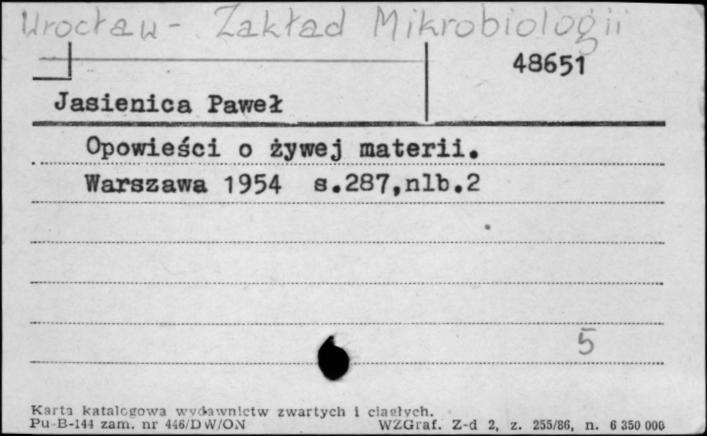 Wrocław - Zakład Mikrobiologii
48651
Jasienica Paweł
Opowieści o żywej materii.
Warszawa 1954 s.287,nlb.2
5
Karta katalogowa wydawnictw zwartych i ciągłych.
Pu-B-144 zam. nr 446/DW/ON WZGraf. Z-d 2, z. 255/86, n. 6 350 000